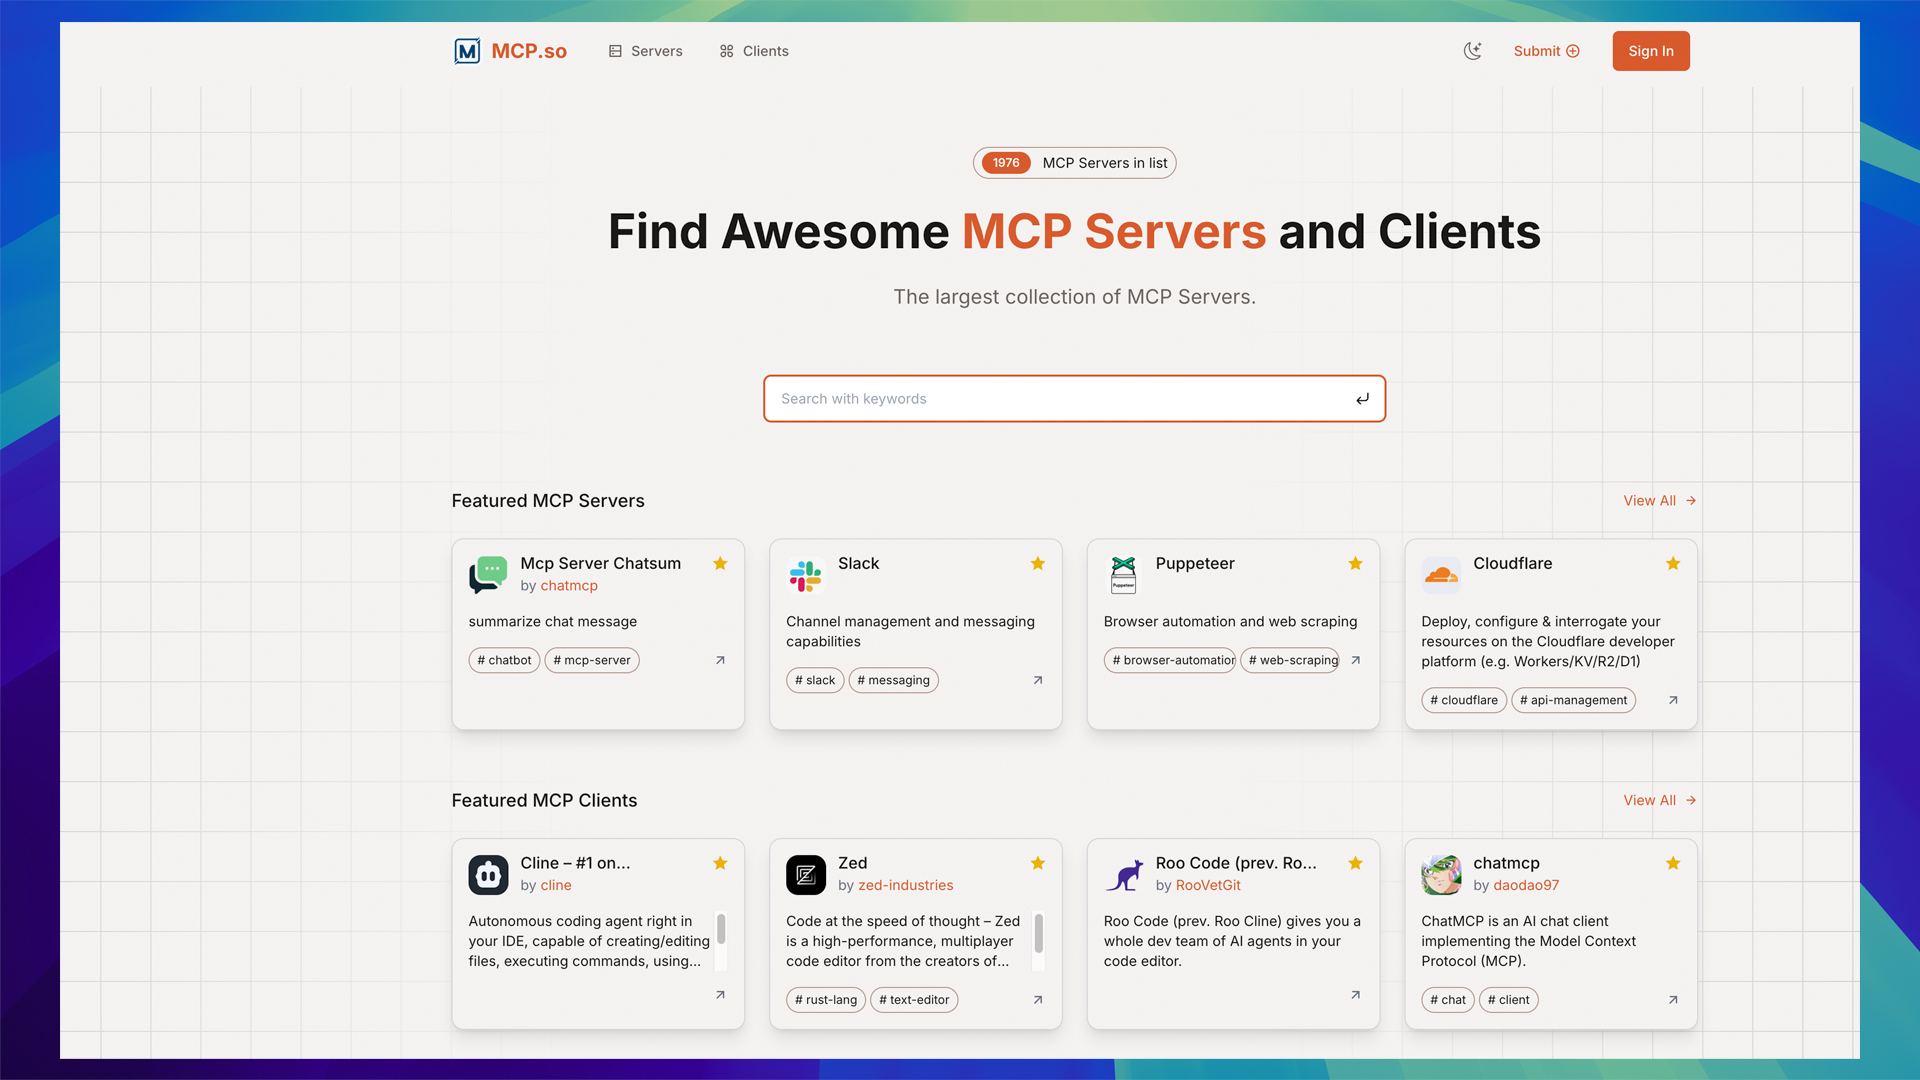 MCP.so
Servers
Clients
Submit
Sign In
1976 MCP Servers in list
Find Awesome MCP Servers and Clients
The largest collection of MCP Servers.
Search with keywords
Featured MCP Servers
View All
Mcp Server Chatsum
by chatmcp
summarize chat message
# chatbot
# mcp-server
Slack
Channel management and messaging
capabilities
# slack
# messaging
Puppeteer
Puppeteer
Browser automation and web scraping
# browser-automation
# web-scraping
Cloudflare
Deploy, configure & interrogate your
resources on the Cloudflare developer
platform (e.g. Workers/KV/R2/D1)
# cloudflare
# api-management
Featured MCP Clients
View All
Cline – #1 on...
by cline
Autonomous coding agent right in
your IDE, capable of creating/editing
files, executing commands, using...
Zed
by zed-industries
Code at the speed of thought – Zed
is a high-performance, multiplayer
code editor from the creators of...
# rust-lang
# text-editor
Roo Code (prev. Ro...
by RooVetGit
Roo Code (prev. Roo Cline) gives you a
whole dev team of AI agents in your
code editor.
chatmcp
by daodao97
ChatMCP is an AI chat client
implementing the Model Context
Protocol (MCP).
# chat
# client